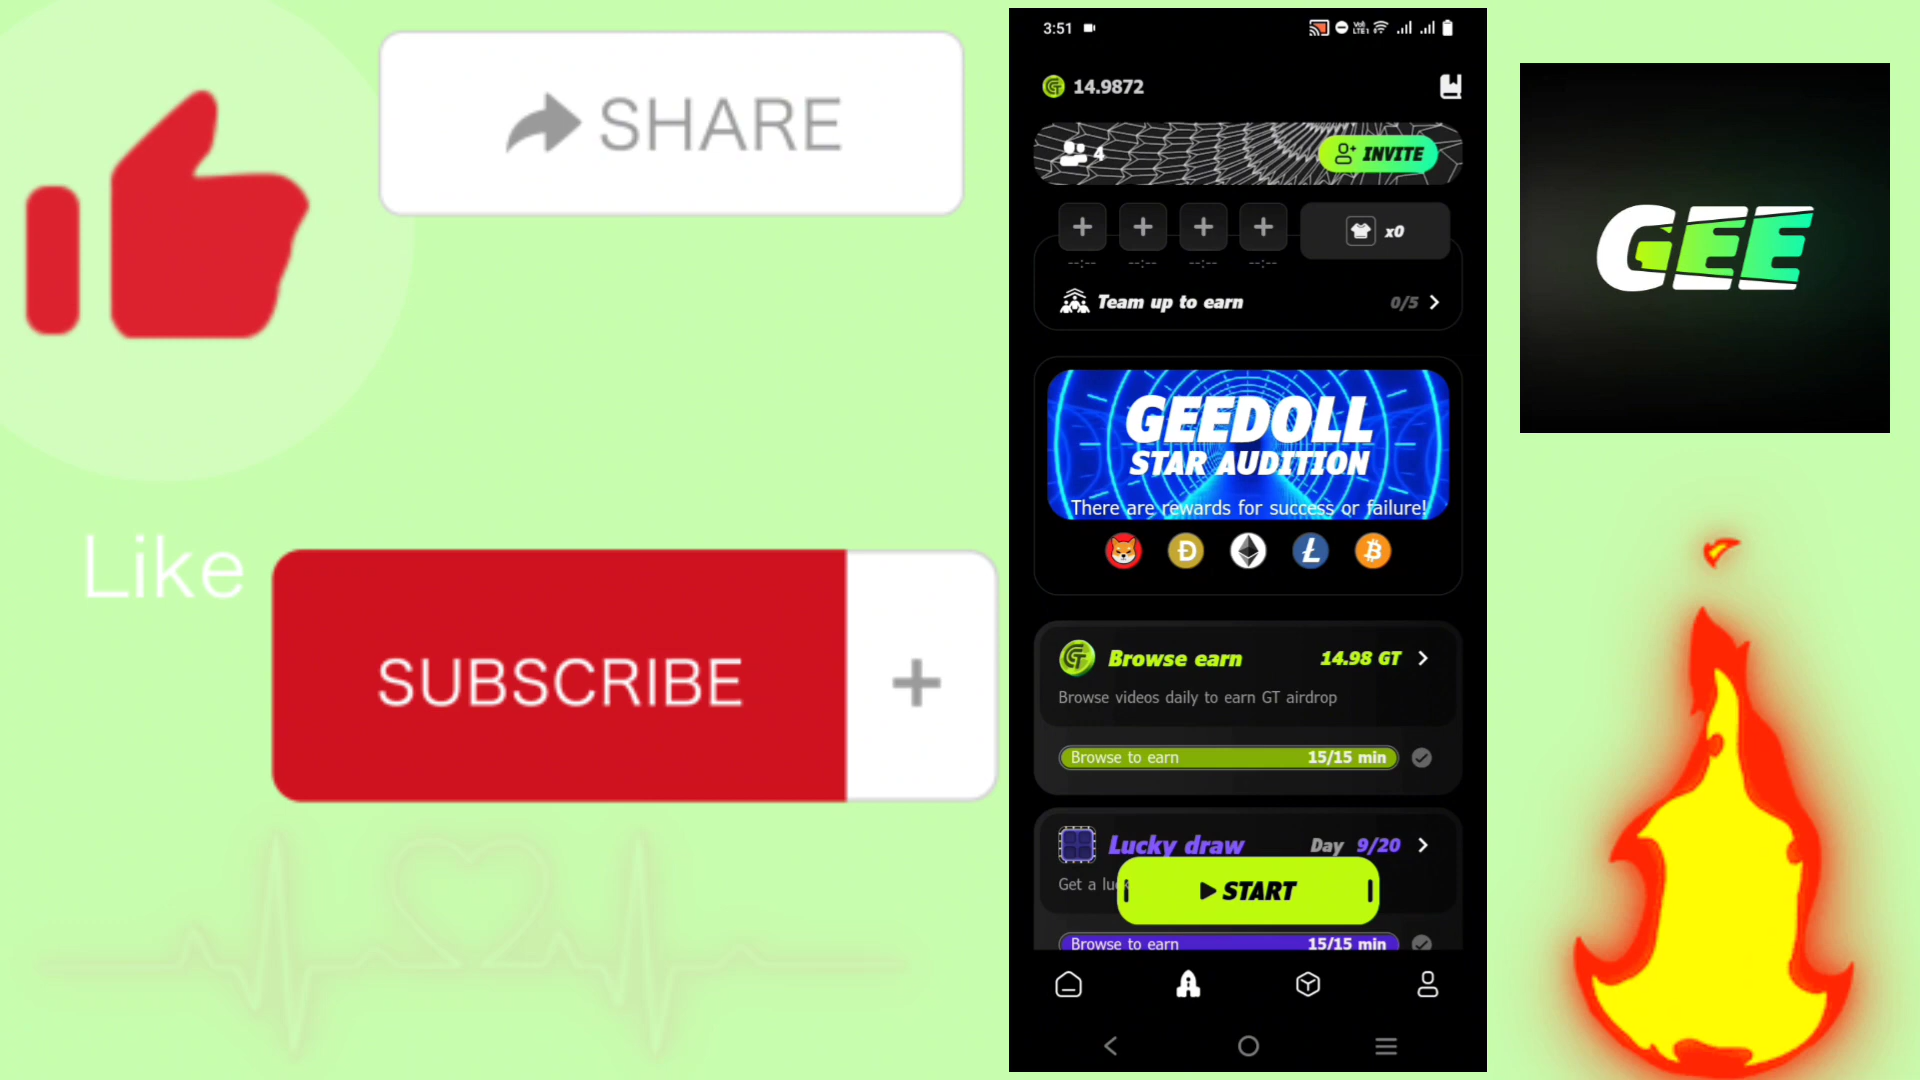 SHARE
Like
SUBSCRIBE
3:51
14.9872
4
INVITE
--:-- --:-- --:-- --:--
x0
Team up to earn 0/5
GEEDOLL
STAR AUDITION
There are rewards for success or failure!
Browse earn 14.98 GT
Browse videos daily to earn GT airdrop
Browse to earn 15/15 min
Lucky draw Day 9/20
Get a
START
Browse to earn 15/15 min
GEE